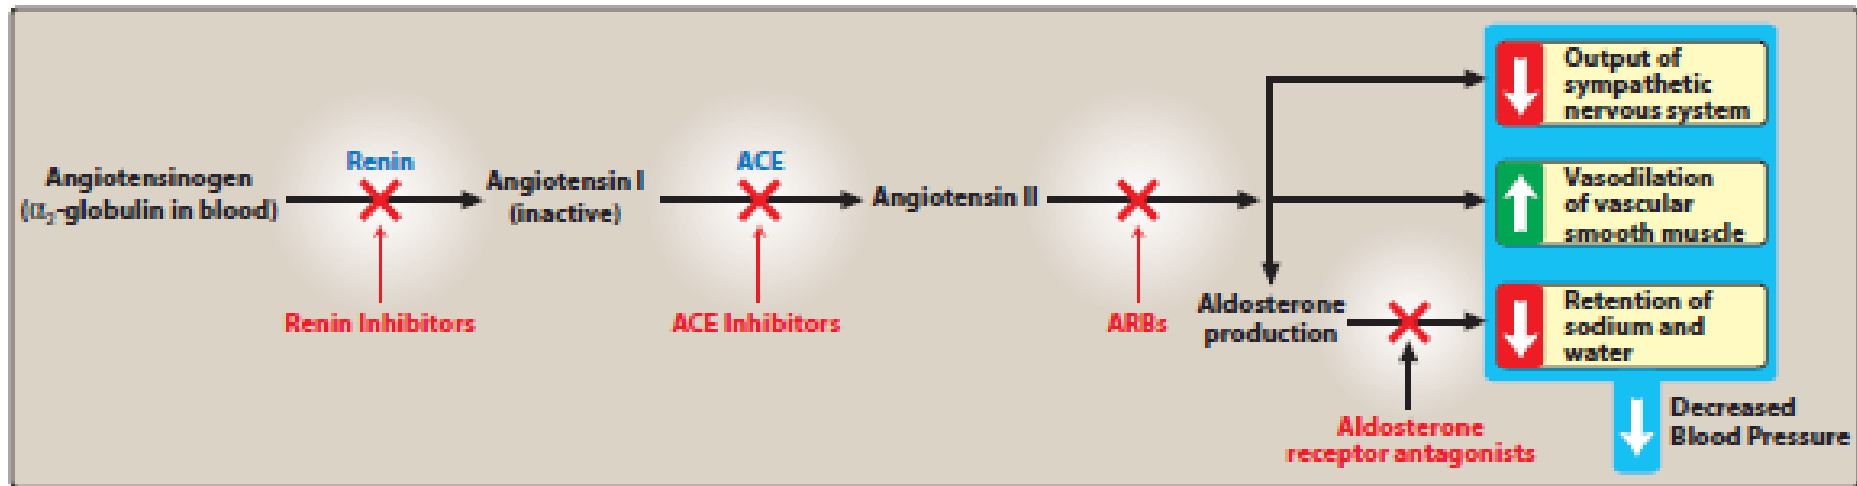 Angiotensinogen
(α₂-globulin in blood)
Renin
Renin Inhibitors
Angiotensin I
(inactive)
ACE
ACE Inhibitors
Angiotensin II
ARBs
Aldosterone
production
Aldosterone
receptor antagonists
Output of
sympathetic
nervous system
Vasodilation
of vascular
smooth muscle
Retention of
sodium and
water
Decreased
Blood Pressure